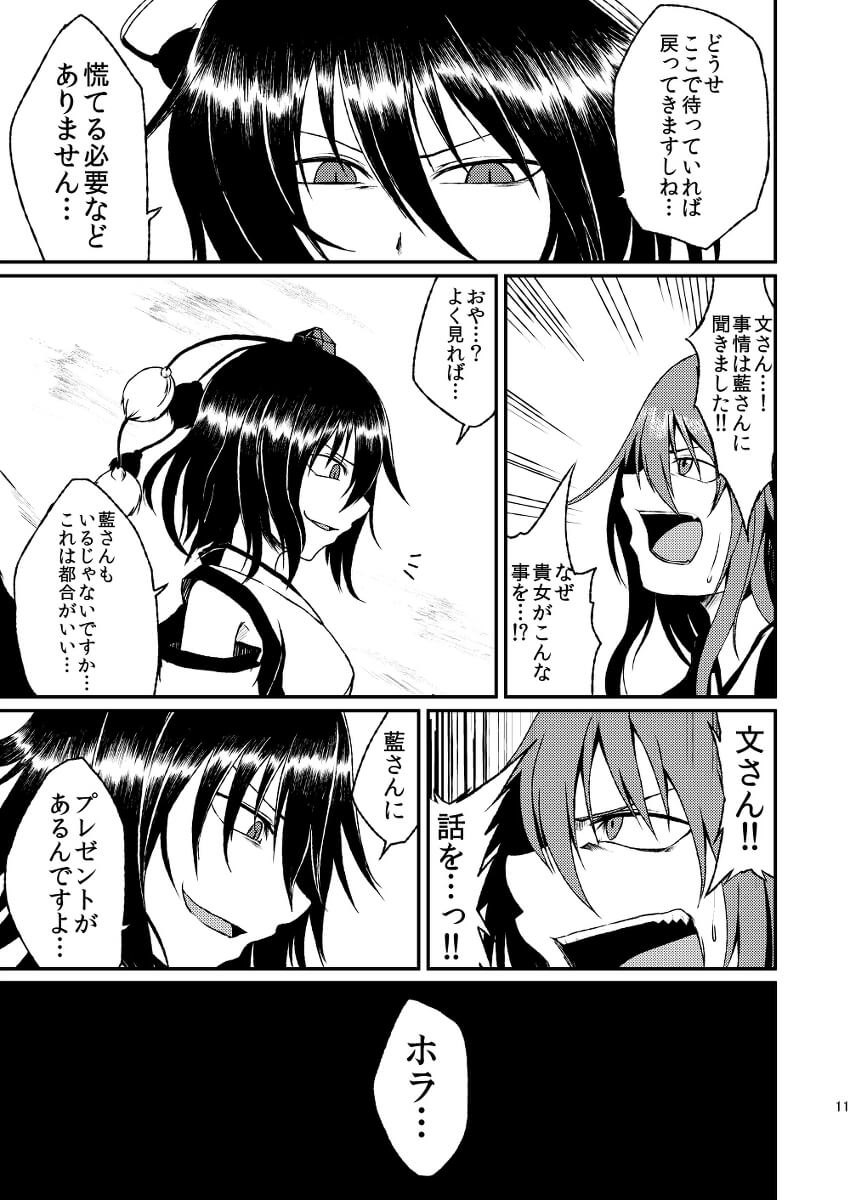 どうせ
ここで待っていれば
戻ってきますしね…
慌てる必要など
ありません…
文さん…！
事情は藍さんに
聞きました!!
なぜ
貴女がこんな
事を…!?
おや…？
よく見れば…
藍さんも
いるじゃないですか…
これは都合がいい…
文さん!!
話を…っ!!
藍さんに
プレゼントが
あるんですよ…
ホラ…
11